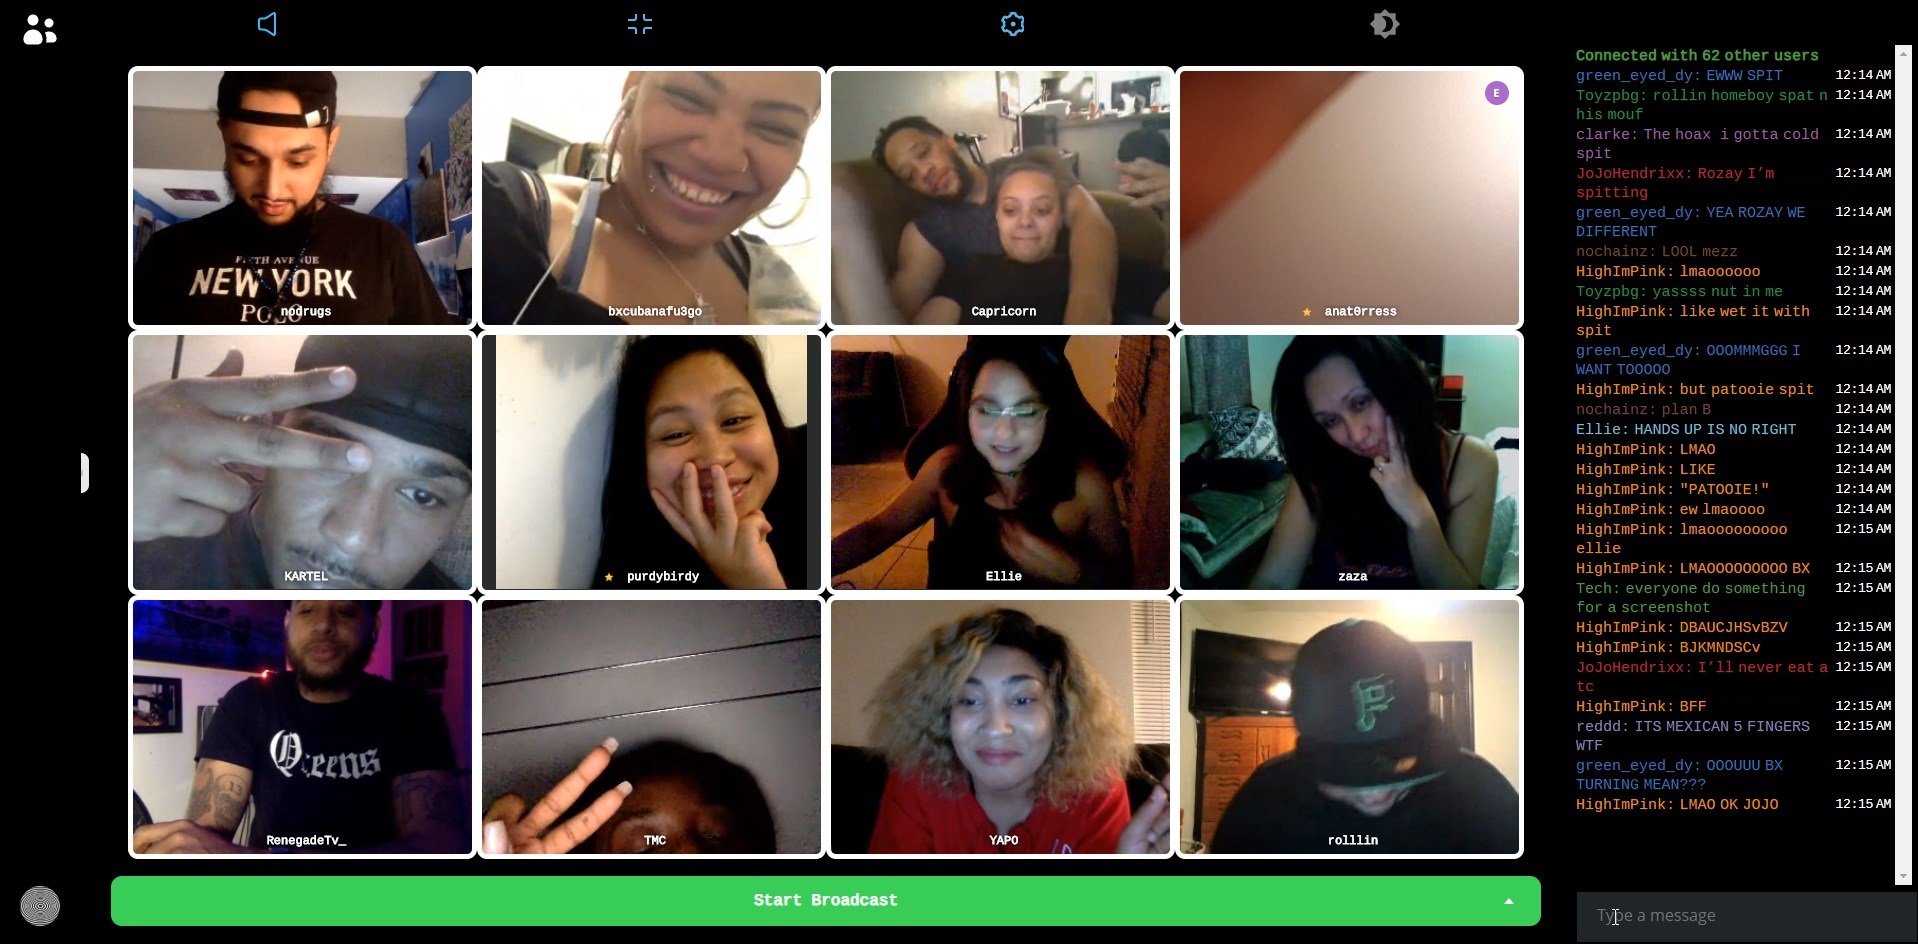 Connected with 62 other users
green_eyed_dy: EWWW SPIT 12:14 AM
Toyzpbg: rollin homeboy spat n 12:14 AM
his mouf
clarke: The hoax i gotta cold 12:14 AM
spit
JoJoHendrixx: Rozay I’m 12:14 AM
spitting
green_eyed_dy: YEA ROZAY WE 12:14 AM
DIFFERENT
nochainz: LOOL mezz 12:14 AM
HighImPink: lmaoooooo 12:14 AM
Toyzpbg: yassss nut in me 12:14 AM
HighImPink: like wet it with 12:14 AM
spit
green_eyed_dy: OOOMMMGGG I 12:14 AM
WANT TOOOOO
HighImPink: but patooie spit 12:14 AM
nochainz: plan B 12:14 AM
Ellie: HANDS UP IS NO RIGHT 12:14 AM
HighImPink: LMAO 12:14 AM
HighImPink: LIKE 12:14 AM
HighImPink: "PATOOIE!" 12:14 AM
HighImPink: ew lmaoooo 12:14 AM
HighImPink: lmaoooooooooo 12:15 AM
ellie
HighImPink: LMAOOOOOOOOO BX 12:15 AM
Tech: everyone do something 12:15 AM
for a screenshot
HighImPink: DBAUCJHSvBZV 12:15 AM
HighImPink: BJKMNDSCv 12:15 AM
JoJoHendrixx: I’ll never eat a 12:15 AM
tc
HighImPink: BFF 12:15 AM
reddd: ITS MEXICAN 5 FINGERS 12:15 AM
WTF
green_eyed_dy: OOOUUU BX 12:15 AM
TURNING MEAN???
HighImPink: LMAO OK JOJO 12:15 AM
Type a message
E
NEW YORK
nodrugs
bxcubanafu3go
Capricorn
anat0rress
KARTEL
purdybirdy
Ellie
zaza
Queens
13
P
RenegadeTv_
TMC
YAPO
rolllin
Start Broadcast